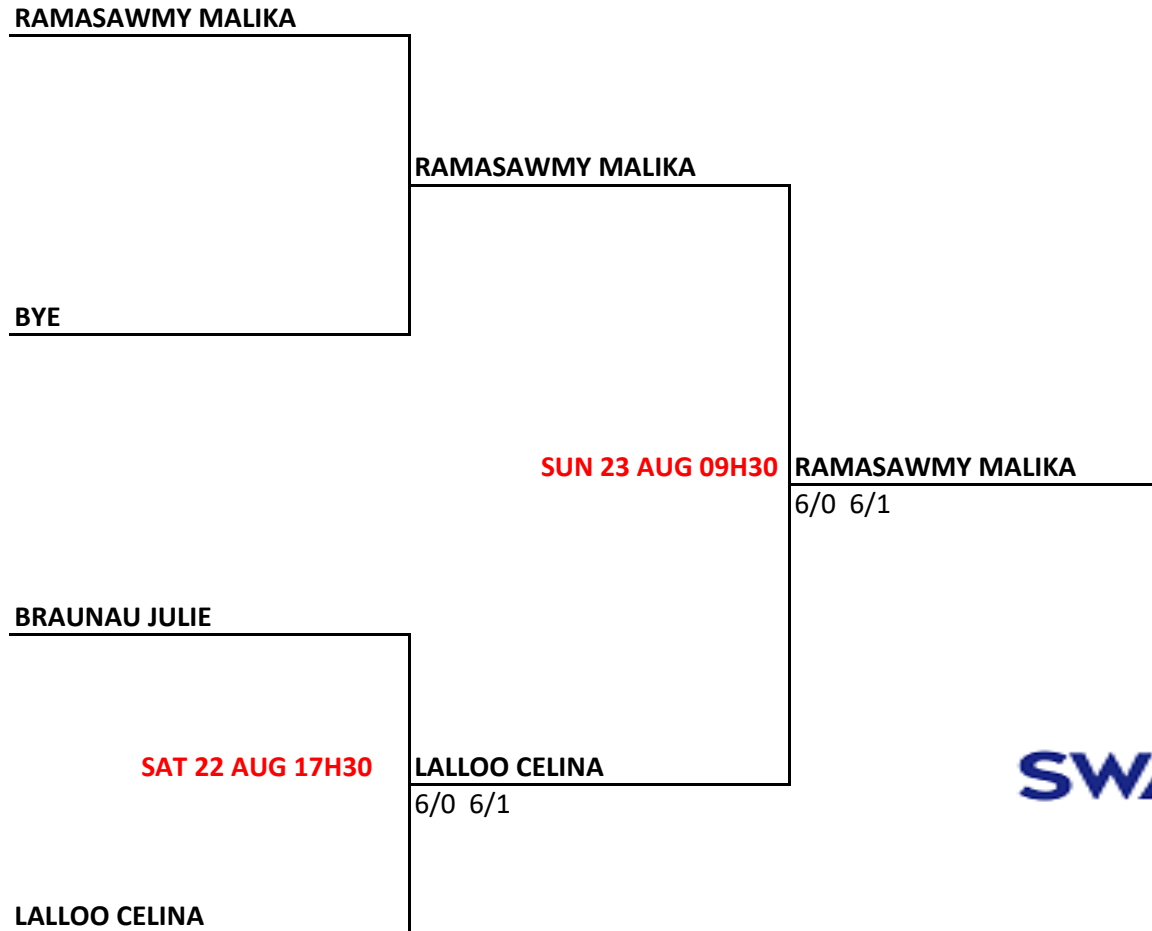 RAMASAWMY MALIKA
RAMASAWMY MALIKA
BYE
SUN 23 AUG 09H30 RAMASAWMY MALIKA
6/0 6/1
BRAUNAU JULIE
SAT 22 AUG 17H30 LALLOO CELINA
6/0 6/1
LALLOO CELINA